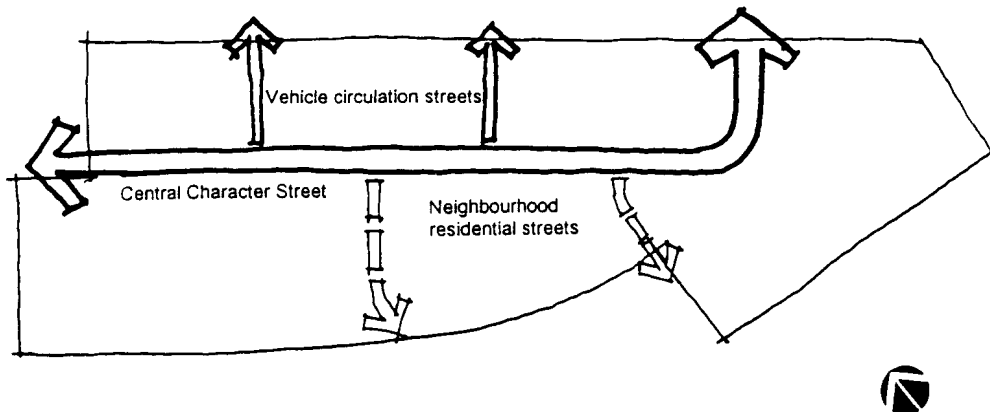 Vehicle circulation streets
Central Character Street
Neighbourhood
residential streets